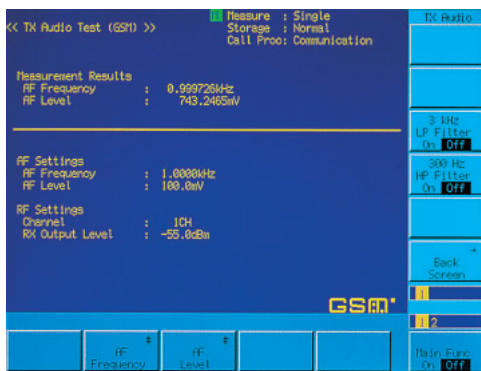 << TX Audio Test (GSM) >>
Measure : Single
Storage : Normal
Call Proc: Communication
TX Audio
Measurement Results
AF Frequency : 0.999726kHz
AF Level : 743.2465mV
3 kHz
LP Filter
On Off
300 Hz
HP Filter
On Off
AF Settings
AF Frequency : 1.0000kHz
AF Level : 100.0mV
RF Settings
Channel : 1CH
RX Output Level : -55.0dBm
→
Back
Screen
GSM
1
1 2
#
AF
Frequency
#
AF
Level
Main Func
On Off